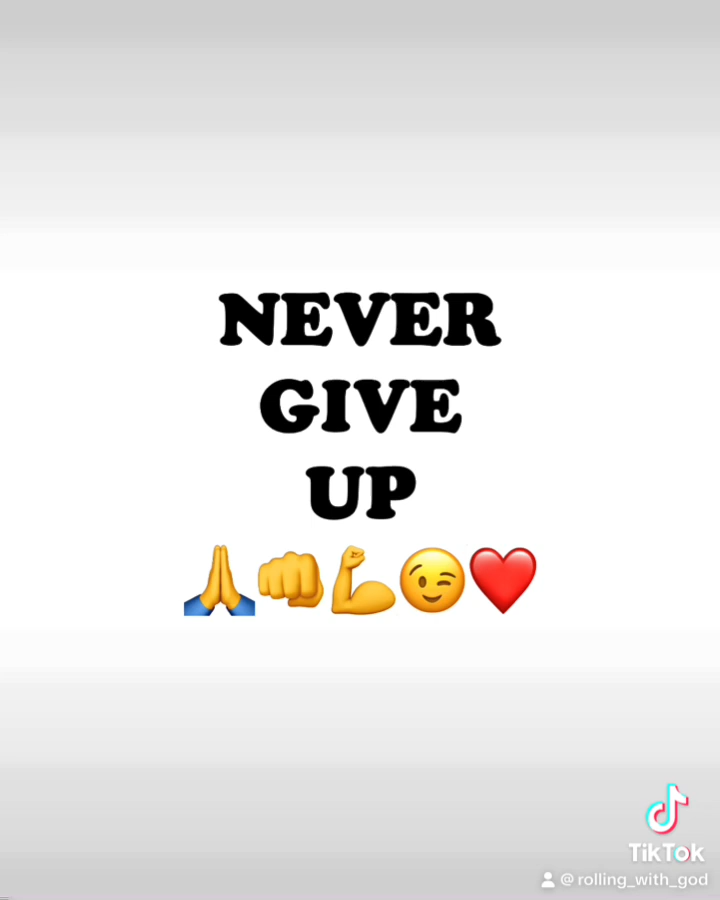 NEVER
GIVE
UP
🙏👊💪😉❤️
TikTok
@rolling_with_god